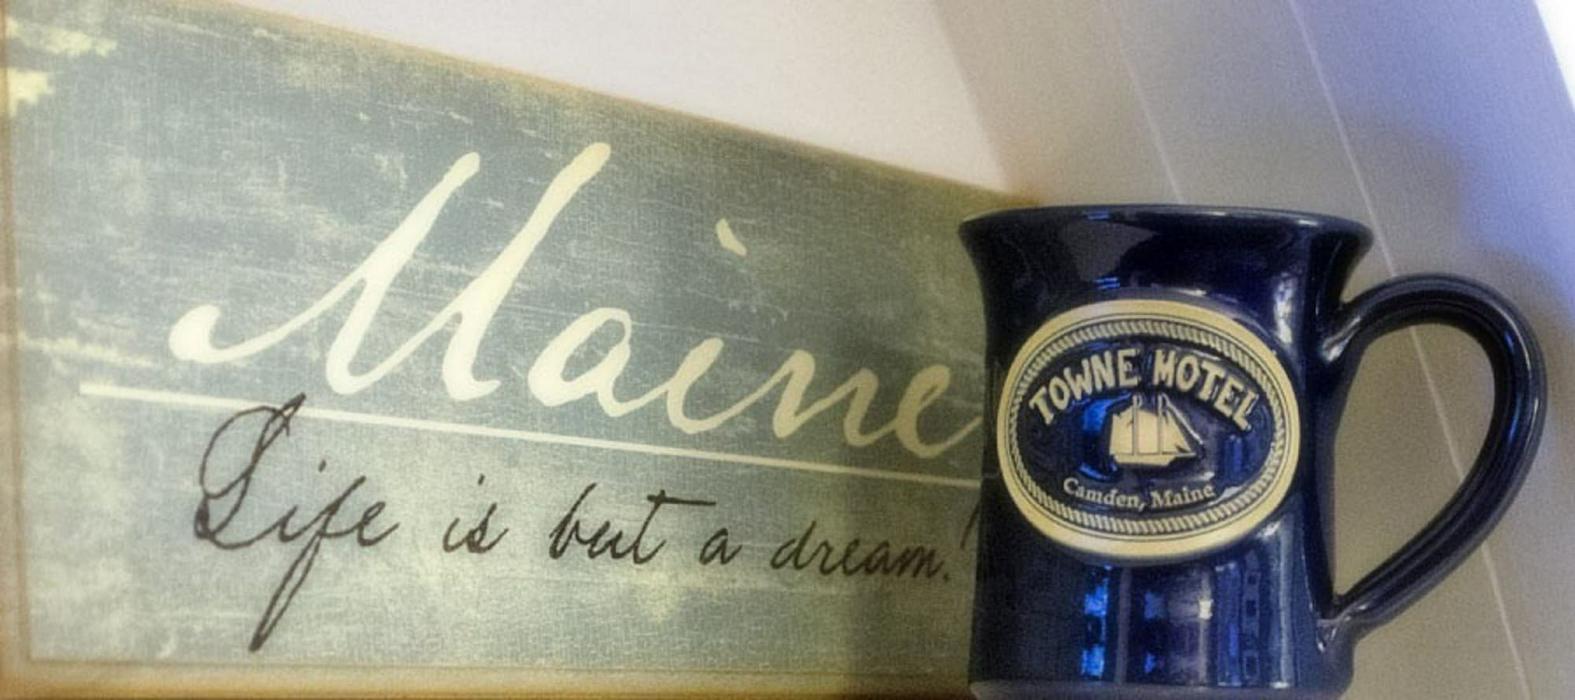 Maine
Life is but a dream.
TOWNE MOTEL
Camden, Maine